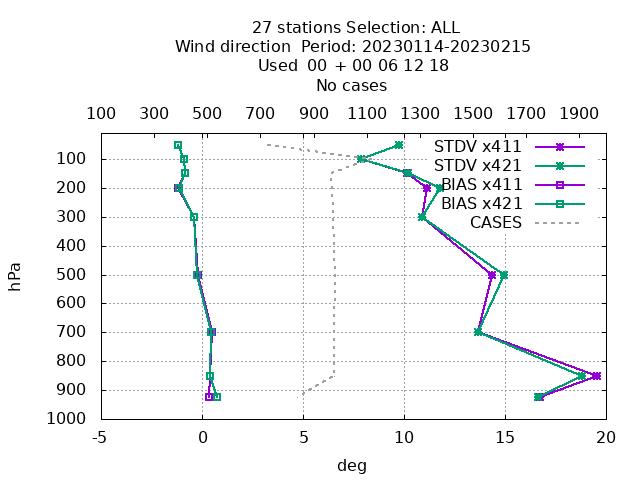 27 stations Selection: ALL
Wind direction  Period: 20230114-20230215
Used  00 + 00 06 12 18
No cases
100 300 500 700 900 1100 1300 1500 1700 1900
STDV x411
STDV x421
BIAS x411
BIAS x421
CASES
100
200
300
400
500
600
700
800
900
1000
hPa
-5 0 5 10 15 20
deg